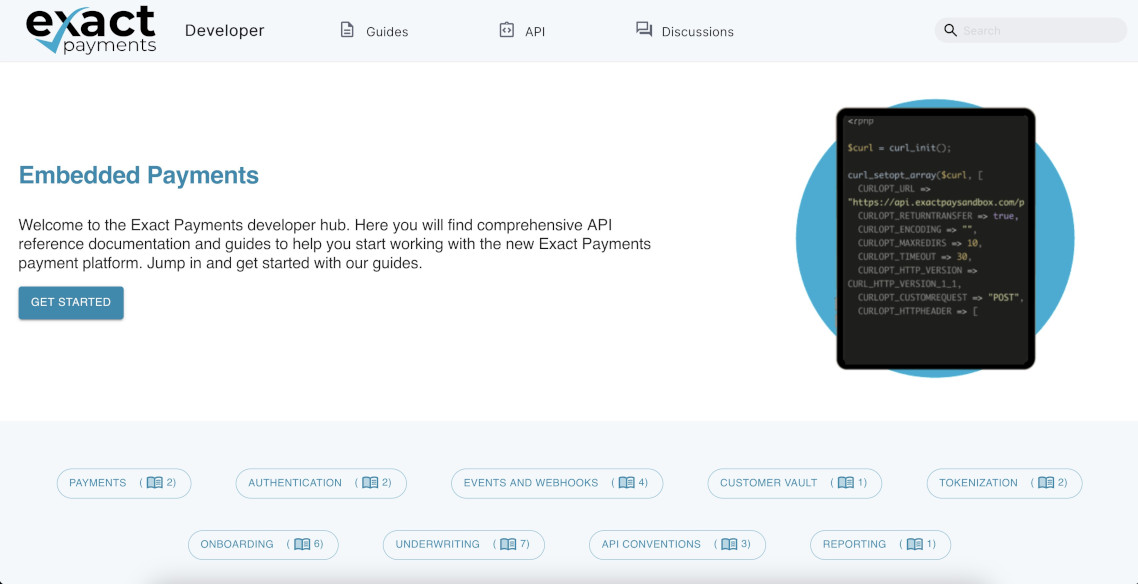 exact
payments
Developer
Guides
API
Discussions
Search
Embedded Payments
Welcome to the Exact Payments developer hub. Here you will find comprehensive API
reference documentation and guides to help you start working with the new Exact Payments
payment platform. Jump in and get started with our guides.
GET STARTED
<rpnp
$curl = curl_init();
curl_setopt_array($curl, [
CURLOPT_URL =>
"https://api.exactpaysandbox.com/p
CURLOPT_RETURNTRANSFER => true,
CURLOPT_ENCODING => "",
CURLOPT_MAXREDIRS => 10,
CURLOPT_TIMEOUT => 30,
CURLOPT_HTTP_VERSION =>
CURL_HTTP_VERSION_1_1,
CURLOPT_CUSTOMREQUEST => "POST",
CURLOPT_HTTPHEADER => [
PAYMENTS ( 2)
AUTHENTICATION ( 2)
EVENTS AND WEBHOOKS ( 4)
CUSTOMER VAULT ( 1)
TOKENIZATION ( 2)
ONBOARDING ( 6)
UNDERWRITING ( 7)
API CONVENTIONS ( 3)
REPORTING ( 1)